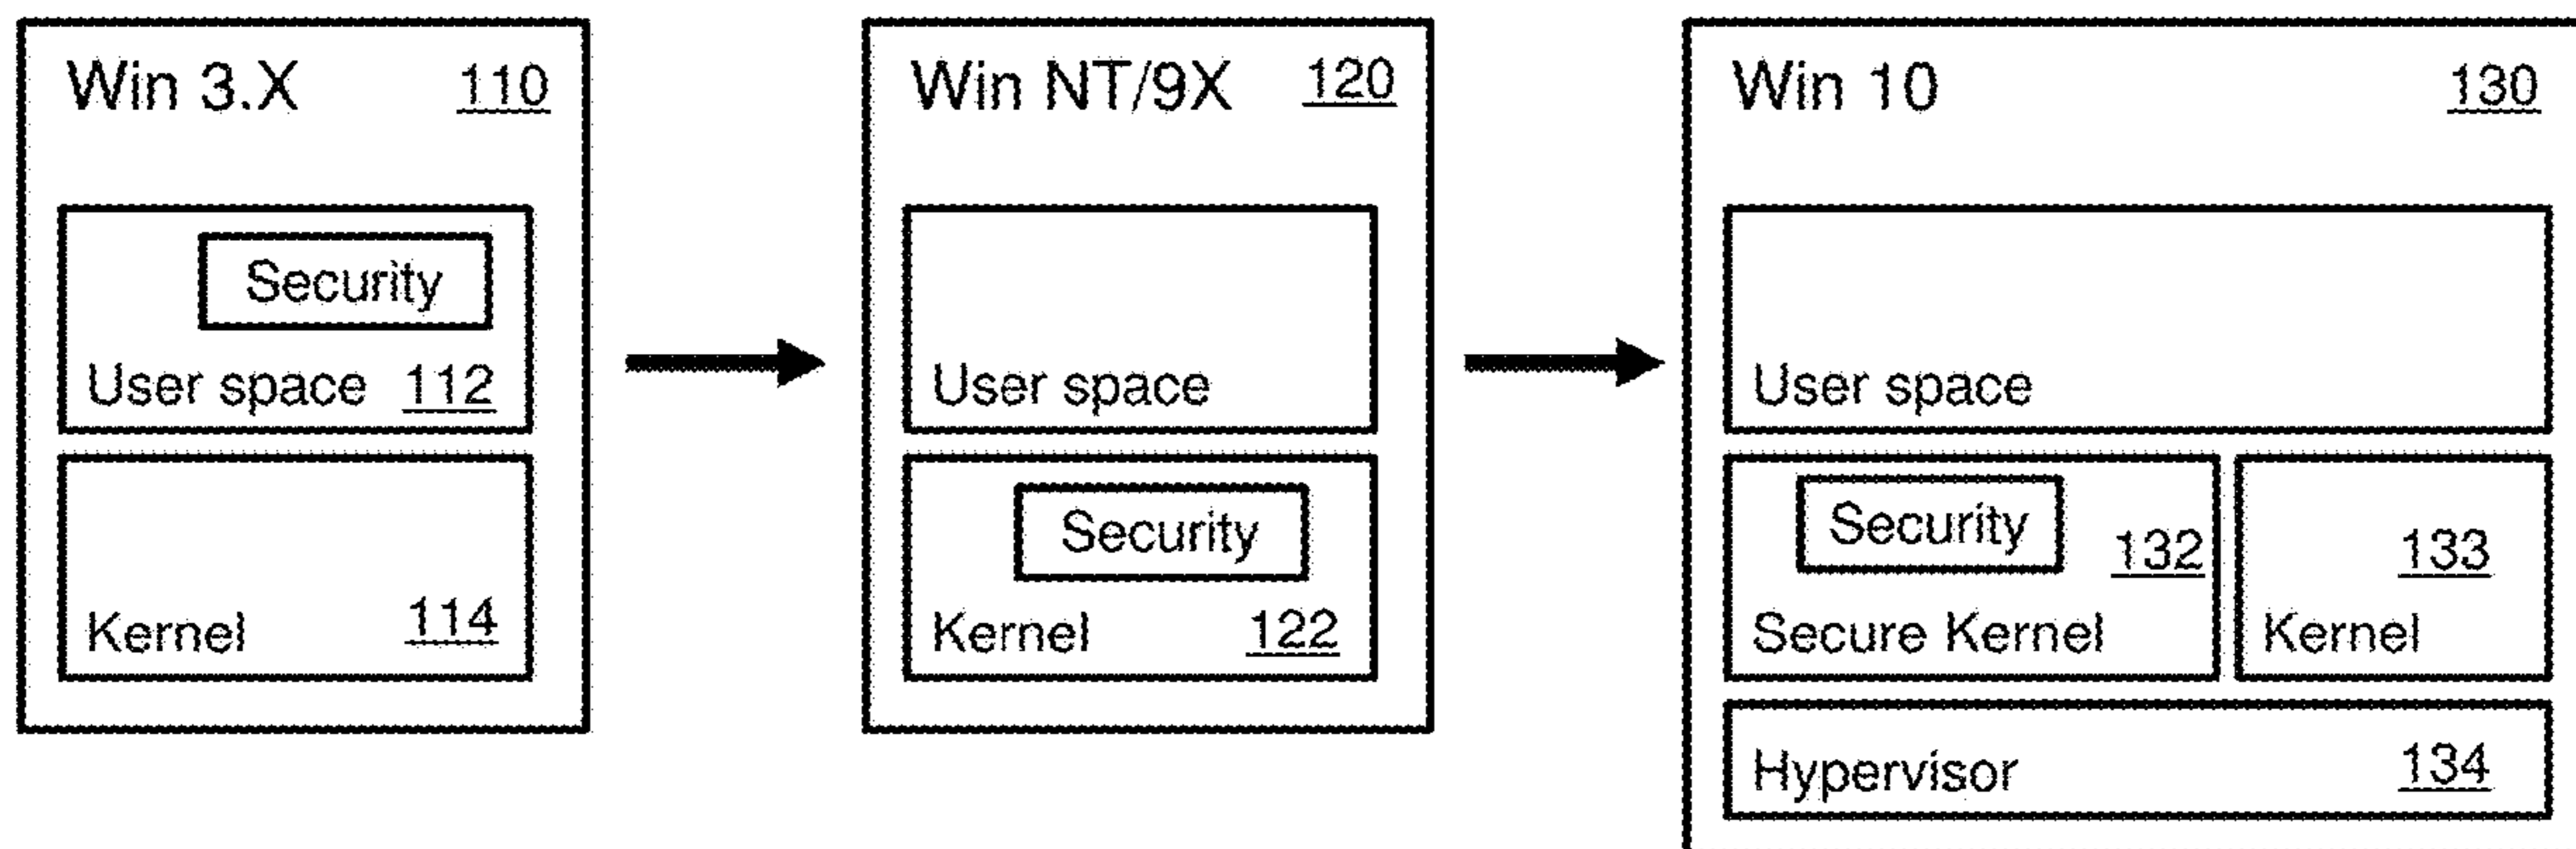 Win 3.X 110
Security
User space 112
Kernel 114
Win NT/9X 120
User space
Security
Kernel 122
Win 10 130
User space
Security 132
Secure Kernel
133
Kernel
Hypervisor 134